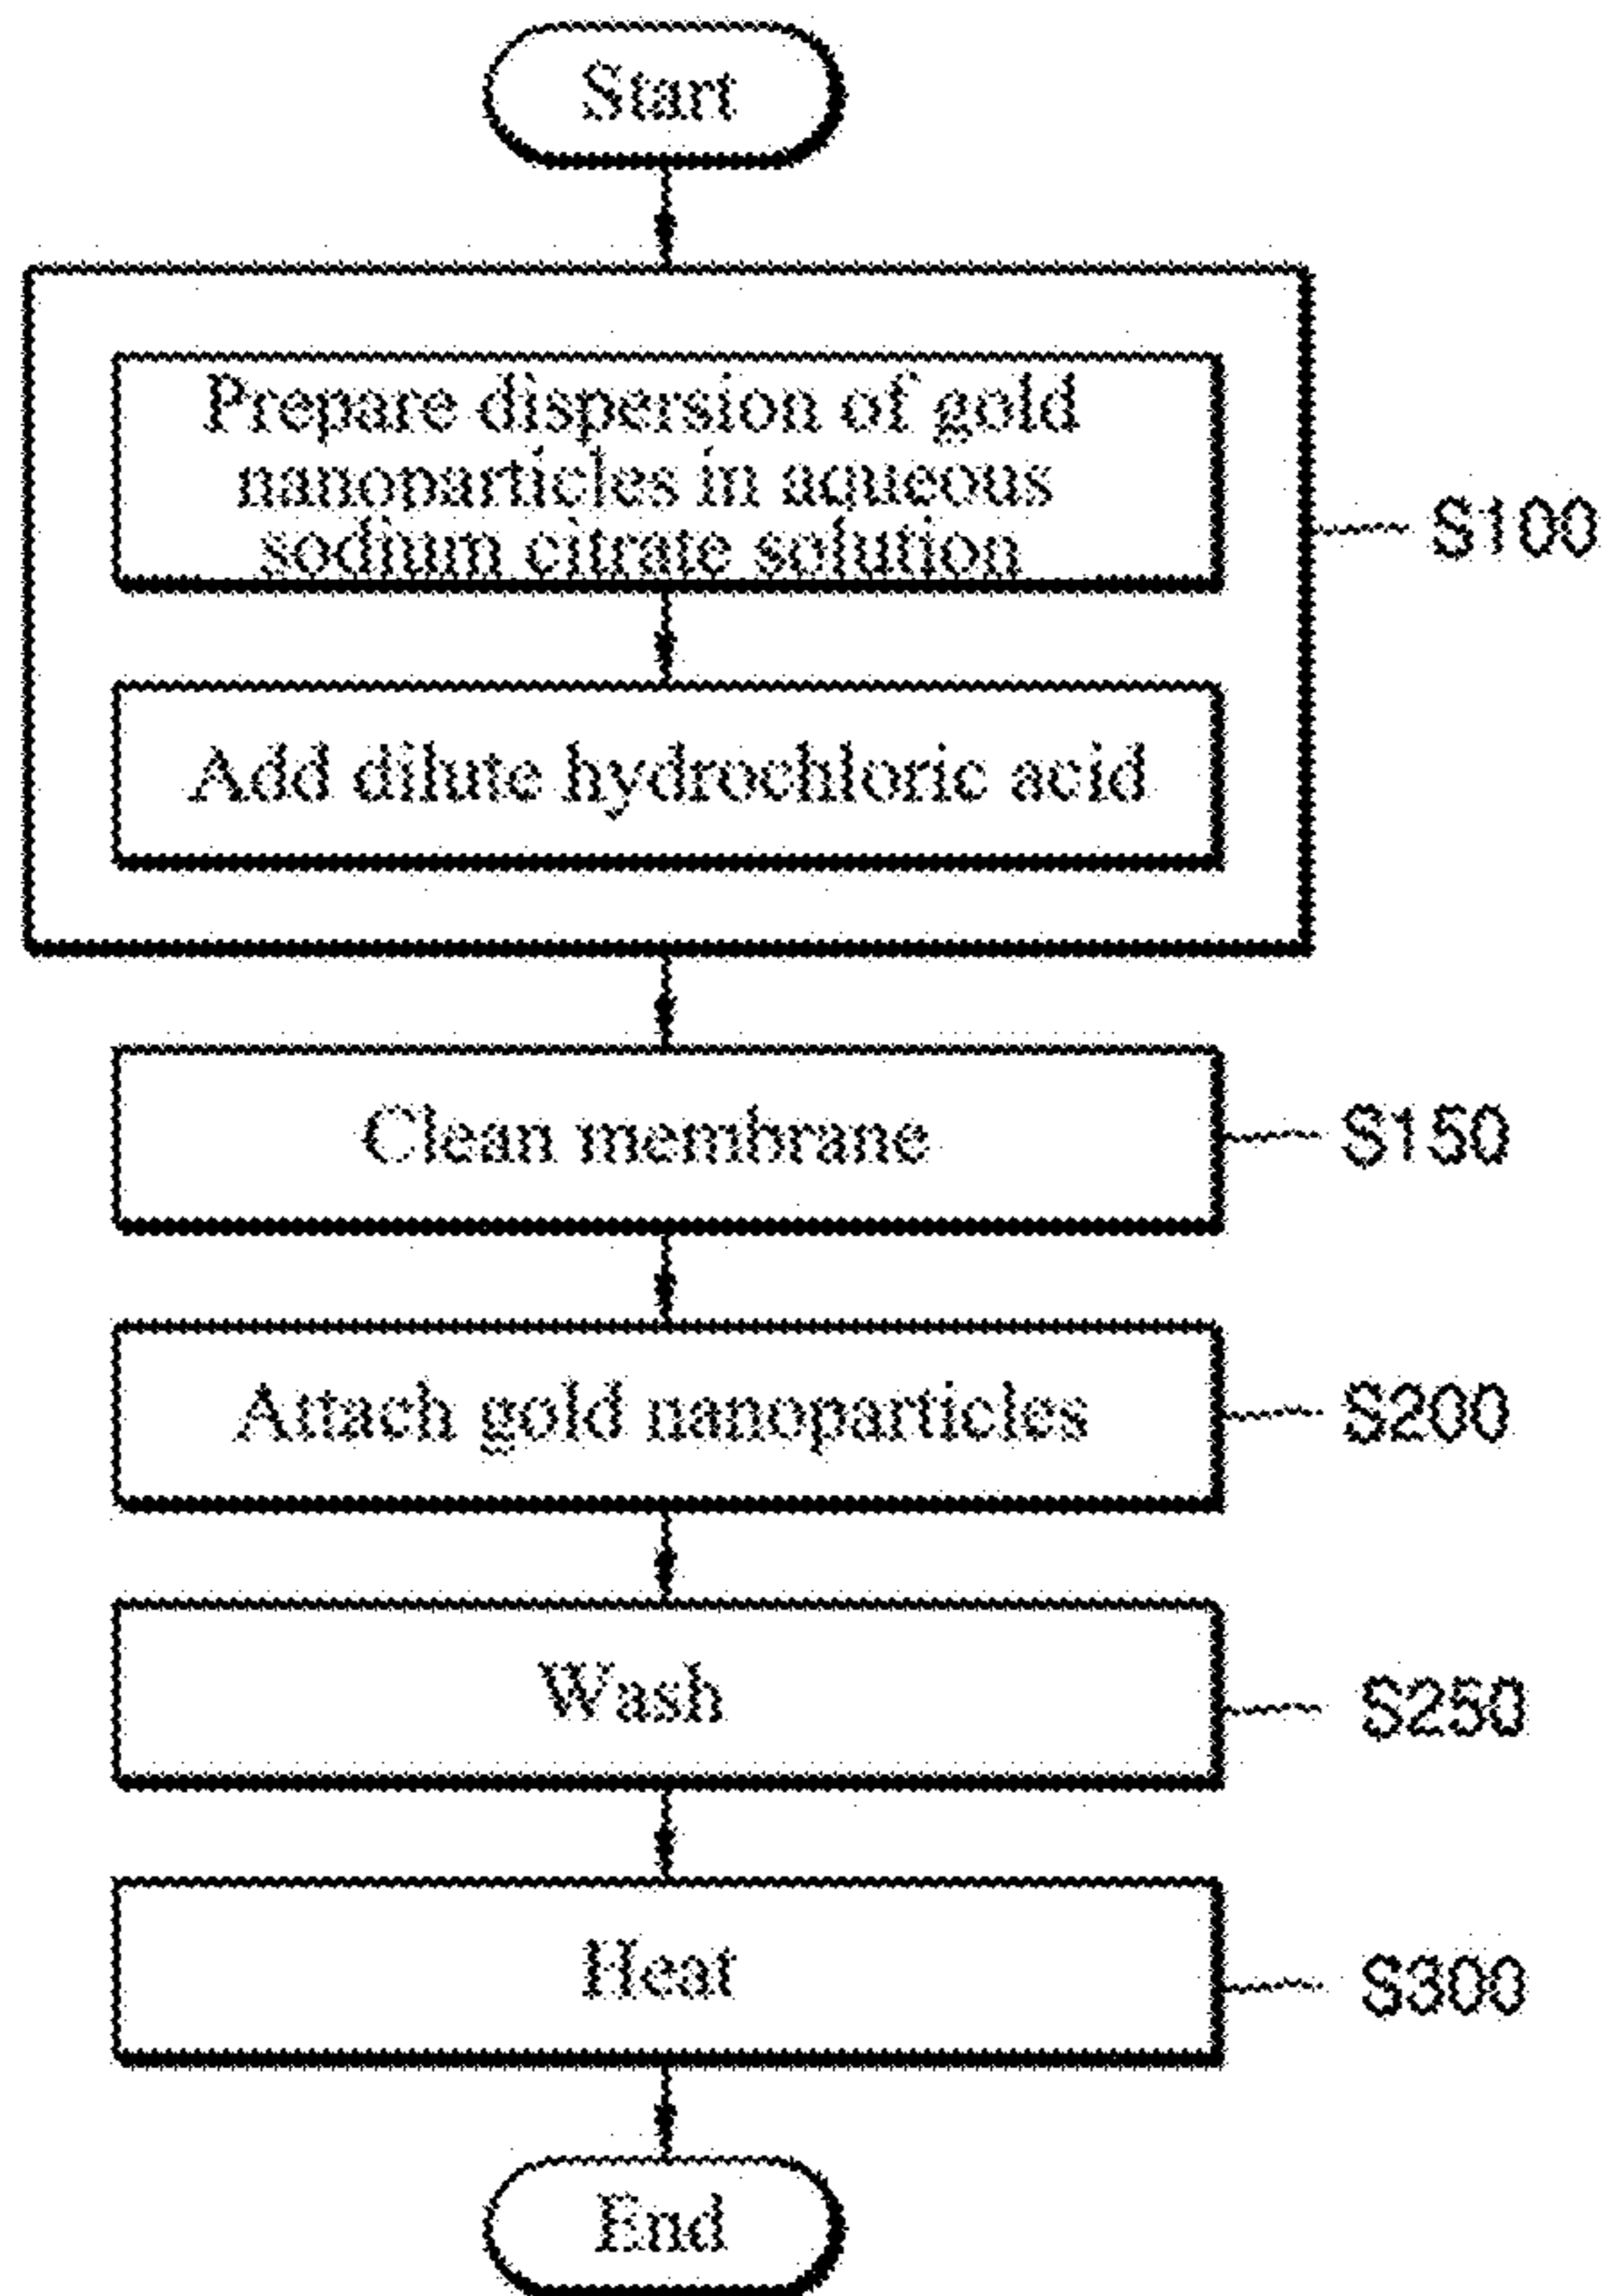 Start
Prepare dispersion of gold
nanoparticles in aqueous
sodium citrate solution
S100
Add dilute hydrochloric acid
Clean membrane
S150
Attach gold nanoparticles
S200
Wash
S250
Heat
S300
End